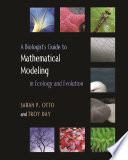 A Biologist's Guide to
Mathematical
Modeling
in Ecology and Evolution
SARAH P. OTTO
and TROY DAY